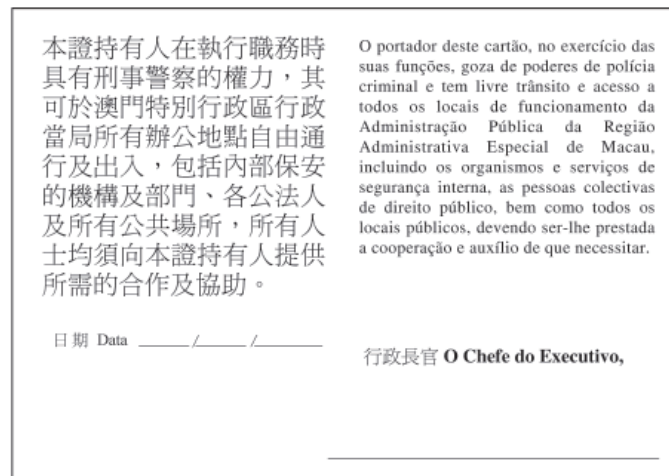 本證持有人在執行職務時
具有刑事警察的權力，其
可於澳門特別行政區行政
當局所有辦公地點自由通
行及出入，包括內部保安
的機構及部門、各公法人
及所有公共場所，所有人
士均須向本證持有人提供
所需的合作及協助。
日期 Data ______/______/________
O portador deste cartão, no exercício das
suas funções, goza de poderes de polícia
criminal e tem livre trânsito e acesso a
todos os locais de funcionamento da
Administração Pública da Região
Administrativa Especial de Macau,
incluindo os organismos e serviços de
segurança interna, as pessoas colectivas
de direito público, bem como todos os
locais públicos, devendo ser-lhe prestada
a cooperação e auxílio de que necessitar.
行政長官 O Chefe do Executivo,